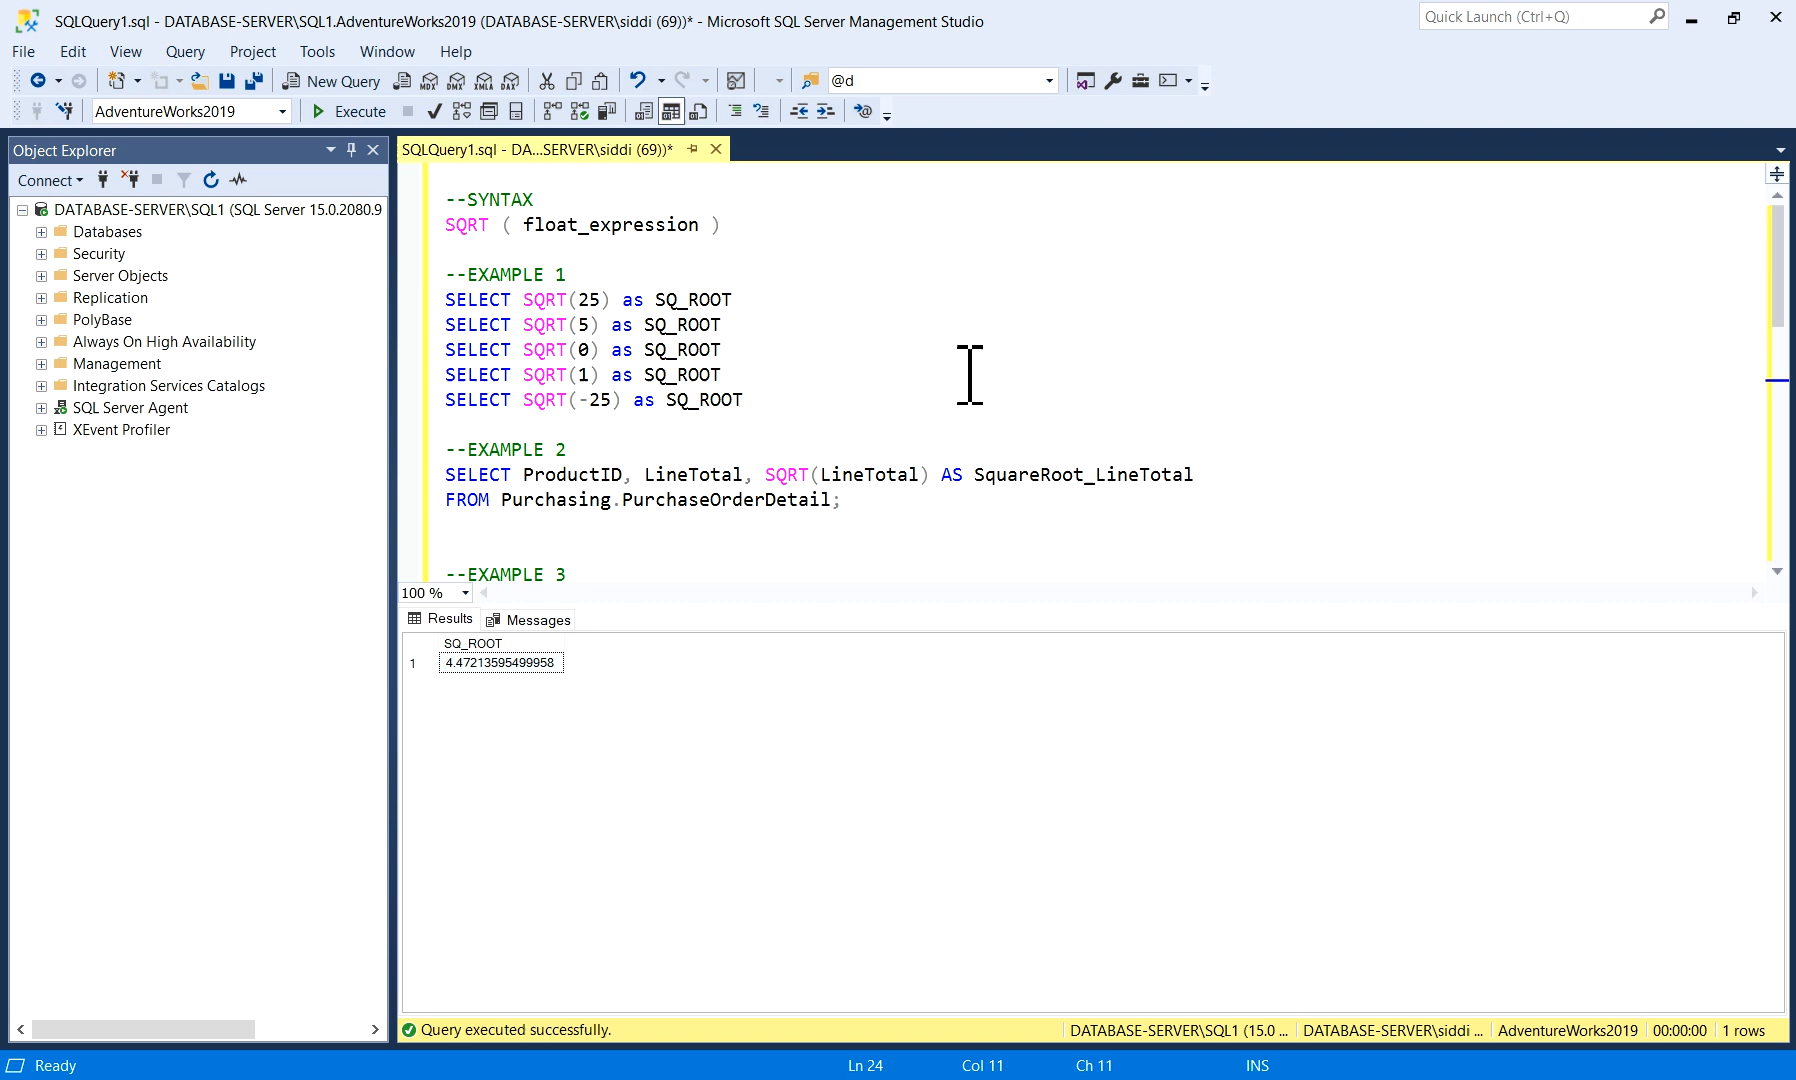 SQLQuery1.sql - DATABASE-SERVER\SQL1.AdventureWorks2019 (DATABASE-SERVER\siddi (69))* - Microsoft SQL Server Management Studio
Quick Launch (Ctrl+Q)
File Edit View Query Project Tools Window Help
New Query MDX DMX XMLA DAX @d
AdventureWorks2019 Execute
Object Explorer
Connect
DATABASE-SERVER\SQL1 (SQL Server 15.0.2080.9
Databases
Security
Server Objects
Replication
PolyBase
Always On High Availability
Management
Integration Services Catalogs
SQL Server Agent
XEvent Profiler
SQLQuery1.sql - DA...SERVER\siddi (69))*
--SYNTAX
SQRT ( float_expression )
--EXAMPLE 1
SELECT SQRT(25) as SQ_ROOT
SELECT SQRT(5) as SQ_ROOT
SELECT SQRT(0) as SQ_ROOT
SELECT SQRT(1) as SQ_ROOT
SELECT SQRT(-25) as SQ_ROOT
--EXAMPLE 2
SELECT ProductID, LineTotal, SQRT(LineTotal) AS SquareRoot_LineTotal
FROM Purchasing.PurchaseOrderDetail;
--EXAMPLE 3
100 %
Results Messages
SQ_ROOT
1 4.47213595499958
Query executed successfully.
DATABASE-SERVER\SQL1 (15.0 ... DATABASE-SERVER\siddi ... AdventureWorks2019 00:00:00 1 rows
Ready Ln 24 Col 11 Ch 11 INS